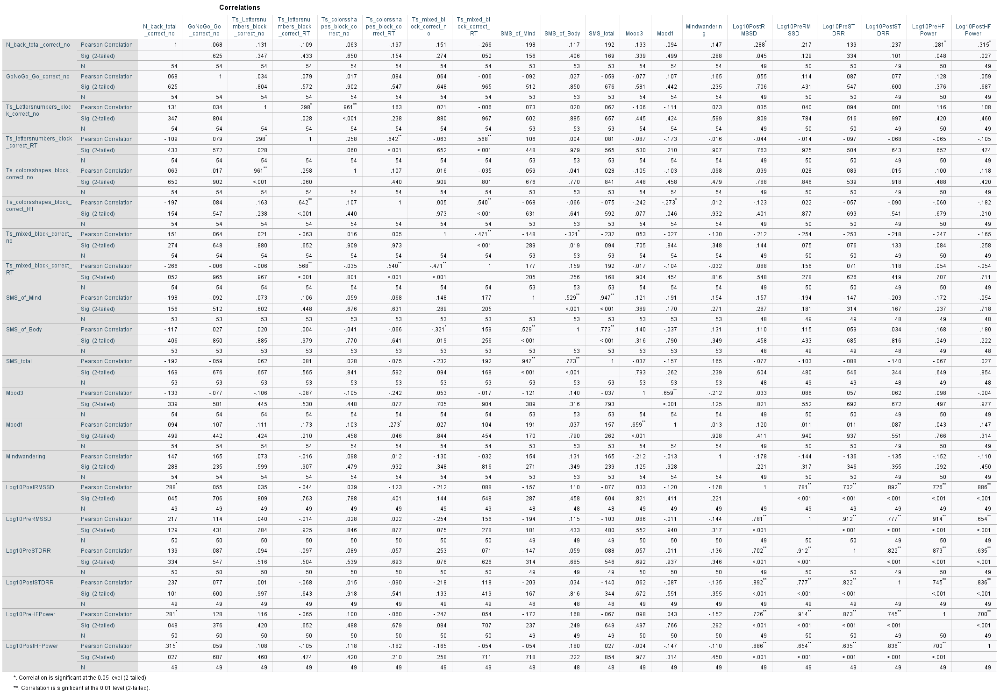 Correlations
N_back_total_correct_no GoNoGo_Go_correct_no Ts_Lettersnumbers_block_correct_no Ts_lettersnumbers_block_correct_RT Ts_colorsshapes_block_correct_no Ts_colorsshapes_block_correct_RT Ts_mixed_block_correct_no Ts_mixed_block_correct_RT SMS_of_Mind SMS_of_Body SMS_total Mood3 Mood1 Mindwandering Log10PostRMSSD Log10PreRMSSD Log10PreSTDRR Log10PostSTDRR Log10PreHFPower Log10PostHFPower
N_back_total_correct_no Pearson Correlation 1 .068 .131 -.109 .063 -.197 .151 -.266 -.198 -.117 -.192 -.133 -.094 .147 .288* .217 .139 .237 .281* .315*
Sig. (2-tailed) .625 .347 .433 .650 .154 .274 .052 .156 .406 .169 .339 .499 .288 .045 .129 .334 .101 .048 .027
N 54 54 54 54 54 54 54 54 53 53 53 54 54 54 49 50 50 49 50 49
GoNoGo_Go_correct_no Pearson Correlation .068 1 .034 .079 .017 .084 .064 -.006 -.092 .027 -.059 -.077 .107 .165 .055 .114 .087 .077 .128 .059
Sig. (2-tailed) .625 .804 .572 .902 .547 .648 .965 .512 .850 .676 .581 .442 .235 .706 .431 .547 .600 .376 .687
N 54 54 54 54 54 54 54 54 53 53 53 54 54 54 49 50 50 49 50 49
Ts_Lettersnumbers_block_correct_no Pearson Correlation .131 .034 1 .298* .961** .163 .021 -.006 .073 .020 .062 -.106 -.111 .073 .035 .040 .094 .001 .116 .108
Sig. (2-tailed) .347 .804 .028 <.001 .238 .880 .967 .602 .885 .657 .445 .424 .599 .809 .784 .516 .997 .420 .460
N 54 54 54 54 54 54 54 54 53 53 53 54 54 54 49 50 50 49 50 49
Ts_lettersnumbers_block_correct_RT Pearson Correlation -.109 .079 .298* 1 .258 .642** -.063 .568** .106 .004 .081 -.087 -.173 -.016 -.044 -.014 -.097 -.068 -.065 -.105
Sig. (2-tailed) .433 .572 .028 .060 <.001 .652 <.001 .448 .979 .565 .530 .210 .907 .763 .925 .504 .643 .652 .474
N 54 54 54 54 54 54 54 54 53 53 53 54 54 54 49 50 50 49 50 49
Ts_colorsshapes_block_correct_no Pearson Correlation .063 .017 .961** .258 1 .107 .016 -.035 .059 -.041 .028 -.105 -.103 .098 .039 .028 .089 .015 .100 .118
Sig. (2-tailed) .650 .902 <.001 .060 .440 .909 .801 .676 .770 .841 .448 .458 .479 .788 .846 .539 .918 .488 .420
N 54 54 54 54 54 54 54 54 53 53 53 54 54 54 49 50 50 49 50 49
Ts_colorsshapes_block_correct_RT Pearson Correlation -.197 .084 .163 .642** .107 1 .005 .540** -.068 -.066 -.075 -.242 -.273* .012 -.123 .022 -.057 -.090 -.060 -.182
Sig. (2-tailed) .154 .547 .238 <.001 .440 .973 <.001 .631 .641 .592 .077 .046 .932 .401 .877 .693 .541 .679 .210
N 54 54 54 54 54 54 54 54 53 53 53 54 54 54 49 50 50 49 50 49
Ts_mixed_block_correct_no Pearson Correlation .151 .064 .021 -.063 .016 .005 1 -.471** -.148 -.321* -.232 .053 -.027 -.130 -.212 -.254 -.253 -.218 -.247 -.165
Sig. (2-tailed) .274 .648 .880 .652 .909 .973 <.001 .289 .019 .094 .705 .844 .348 .144 .075 .076 .133 .084 .258
N 54 54 54 54 54 54 54 54 53 53 53 54 54 54 49 50 50 49 50 49
Ts_mixed_block_correct_RT Pearson Correlation -.266 -.006 -.006 .568** -.035 .540** -.471** 1 .177 .159 .192 -.017 -.104 -.032 .088 .156 .071 .118 .054 -.054
Sig. (2-tailed) .052 .965 .967 <.001 .801 <.001 <.001 .205 .256 .168 .904 .454 .816 .548 .278 .626 .419 .707 .711
N 54 54 54 54 54 54 54 54 53 53 53 54 54 54 49 50 50 49 50 49
SMS_of_Mind Pearson Correlation -.198 -.092 .073 .106 .059 -.068 -.148 .177 1 .529** .947** -.121 -.191 .154 -.157 -.194 -.147 -.203 -.172 -.054
Sig. (2-tailed) .156 .512 .602 .448 .676 .631 .289 .205 <.001 <.001 .389 .170 .271 .287 .181 .314 .167 .237 .718
N 53 53 53 53 53 53 53 53 53 53 53 53 53 53 48 49 49 48 49 48
SMS_of_Body Pearson Correlation -.117 .027 .020 .004 -.041 -.066 -.321* .159 .529** 1 .773** .140 -.037 .131 .110 .115 .059 .034 .168 .180
Sig. (2-tailed) .406 .850 .885 .979 .770 .641 .019 .256 <.001 <.001 .316 .790 .349 .458 .433 .685 .816 .249 .222
N 53 53 53 53 53 53 53 53 53 53 53 53 53 53 48 49 49 48 49 48
SMS_total Pearson Correlation -.192 -.059 .062 .081 .028 -.075 -.232 .192 .947** .773** 1 -.037 -.157 .165 -.077 -.103 -.088 -.140 -.067 .027
Sig. (2-tailed) .169 .676 .657 .565 .841 .592 .094 .168 <.001 <.001 .793 .262 .239 .604 .480 .546 .344 .649 .854
N 53 53 53 53 53 53 53 53 53 53 53 53 53 53 48 49 49 48 49 48
Mood3 Pearson Correlation -.133 -.077 -.106 -.087 -.105 -.242 .053 -.017 -.121 .140 -.037 1 .659** -.212 .033 .086 .057 .062 .098 -.004
Sig. (2-tailed) .339 .581 .445 .530 .448 .077 .705 .904 .389 .316 .793 <.001 .125 .821 .552 .692 .672 .497 .977
N 54 54 54 54 54 54 54 54 53 53 53 54 54 54 49 50 50 49 50 49
Mood1 Pearson Correlation -.094 .107 -.111 -.173 -.103 -.273* -.027 -.104 -.191 -.037 -.157 .659** 1 -.013 -.120 -.011 -.011 -.087 .043 -.147
Sig. (2-tailed) .499 .442 .424 .210 .458 .046 .844 .454 .170 .790 .262 <.001 .928 .411 .940 .937 .551 .766 .314
N 54 54 54 54 54 54 54 54 53 53 53 54 54 54 49 50 50 49 50 49
Mindwandering Pearson Correlation .147 .165 .073 -.016 .098 .012 -.130 -.032 .154 .131 .165 -.212 -.013 1 -.178 -.144 -.136 -.135 -.152 -.110
Sig. (2-tailed) .288 .235 .599 .907 .479 .932 .348 .816 .271 .349 .239 .125 .928 .221 .317 .346 .355 .292 .450
N 54 54 54 54 54 54 54 54 53 53 53 54 54 54 49 50 50 49 50 49
Log10PostRMSSD Pearson Correlation .288* .055 .035 -.044 .039 -.123 -.212 .088 -.157 .110 -.077 .033 -.120 -.178 1 .781** .702** .892** .726** .886**
Sig. (2-tailed) .045 .706 .809 .763 .788 .401 .144 .548 .287 .458 .604 .821 .411 .221 <.001 <.001 <.001 <.001 <.001
N 49 49 49 49 49 49 49 49 48 48 48 49 49 49 49 49 49 49 49 49
Log10PreRMSSD Pearson Correlation .217 .114 .040 -.014 .028 .022 -.254 .156 -.194 .115 -.103 .086 -.011 -.144 .781** 1 .912** .777** .914** .654**
Sig. (2-tailed) .129 .431 .784 .925 .846 .877 .075 .278 .181 .433 .480 .552 .940 .317 <.001 <.001 <.001 <.001 <.001
N 50 50 50 50 50 50 50 50 49 49 49 50 50 50 49 50 50 49 50 49
Log10PreSTDRR Pearson Correlation .139 .087 .094 -.097 .089 -.057 -.253 .071 -.147 .059 -.088 .057 -.011 -.136 .702** .912** 1 .822** .873** .635**
Sig. (2-tailed) .334 .547 .516 .504 .539 .693 .076 .626 .314 .685 .546 .692 .937 .346 <.001 <.001 <.001 <.001 <.001
N 50 50 50 50 50 50 50 50 49 49 49 50 50 50 49 50 50 49 50 49
Log10PostSTDRR Pearson Correlation .237 .077 .001 -.068 .015 -.090 -.218 .118 -.203 .034 -.140 .062 -.087 -.135 .892** .777** .822** 1 .745** .836**
Sig. (2-tailed) .101 .600 .997 .643 .918 .541 .133 .419 .167 .816 .344 .672 .551 .355 <.001 <.001 <.001 <.001 <.001
N 49 49 49 49 49 49 49 49 48 48 48 49 49 49 49 49 49 49 49 49
Log10PreHFPower Pearson Correlation .281* .128 .116 -.065 .100 -.060 -.247 .054 -.172 .168 -.067 .098 .043 -.152 .726** .914** .873** .745** 1 .700**
Sig. (2-tailed) .048 .376 .420 .652 .488 .679 .084 .707 .237 .249 .649 .497 .766 .292 <.001 <.001 <.001 <.001 <.001
N 50 50 50 50 50 50 50 50 49 49 49 50 50 50 49 50 50 49 50 49
Log10PostHFPower Pearson Correlation .315* .059 .108 -.105 .118 -.182 -.165 -.054 -.054 .180 .027 -.004 -.147 -.110 .886** .654** .635** .836** .700** 1
Sig. (2-tailed) .027 .687 .460 .474 .420 .210 .258 .711 .718 .222 .854 .977 .314 .450 <.001 <.001 <.001 <.001 <.001
N 49 49 49 49 49 49 49 49 48 48 48 49 49 49 49 49 49 49 49 49
*. Correlation is significant at the 0.05 level (2-tailed).
**. Correlation is significant at the 0.01 level (2-tailed).